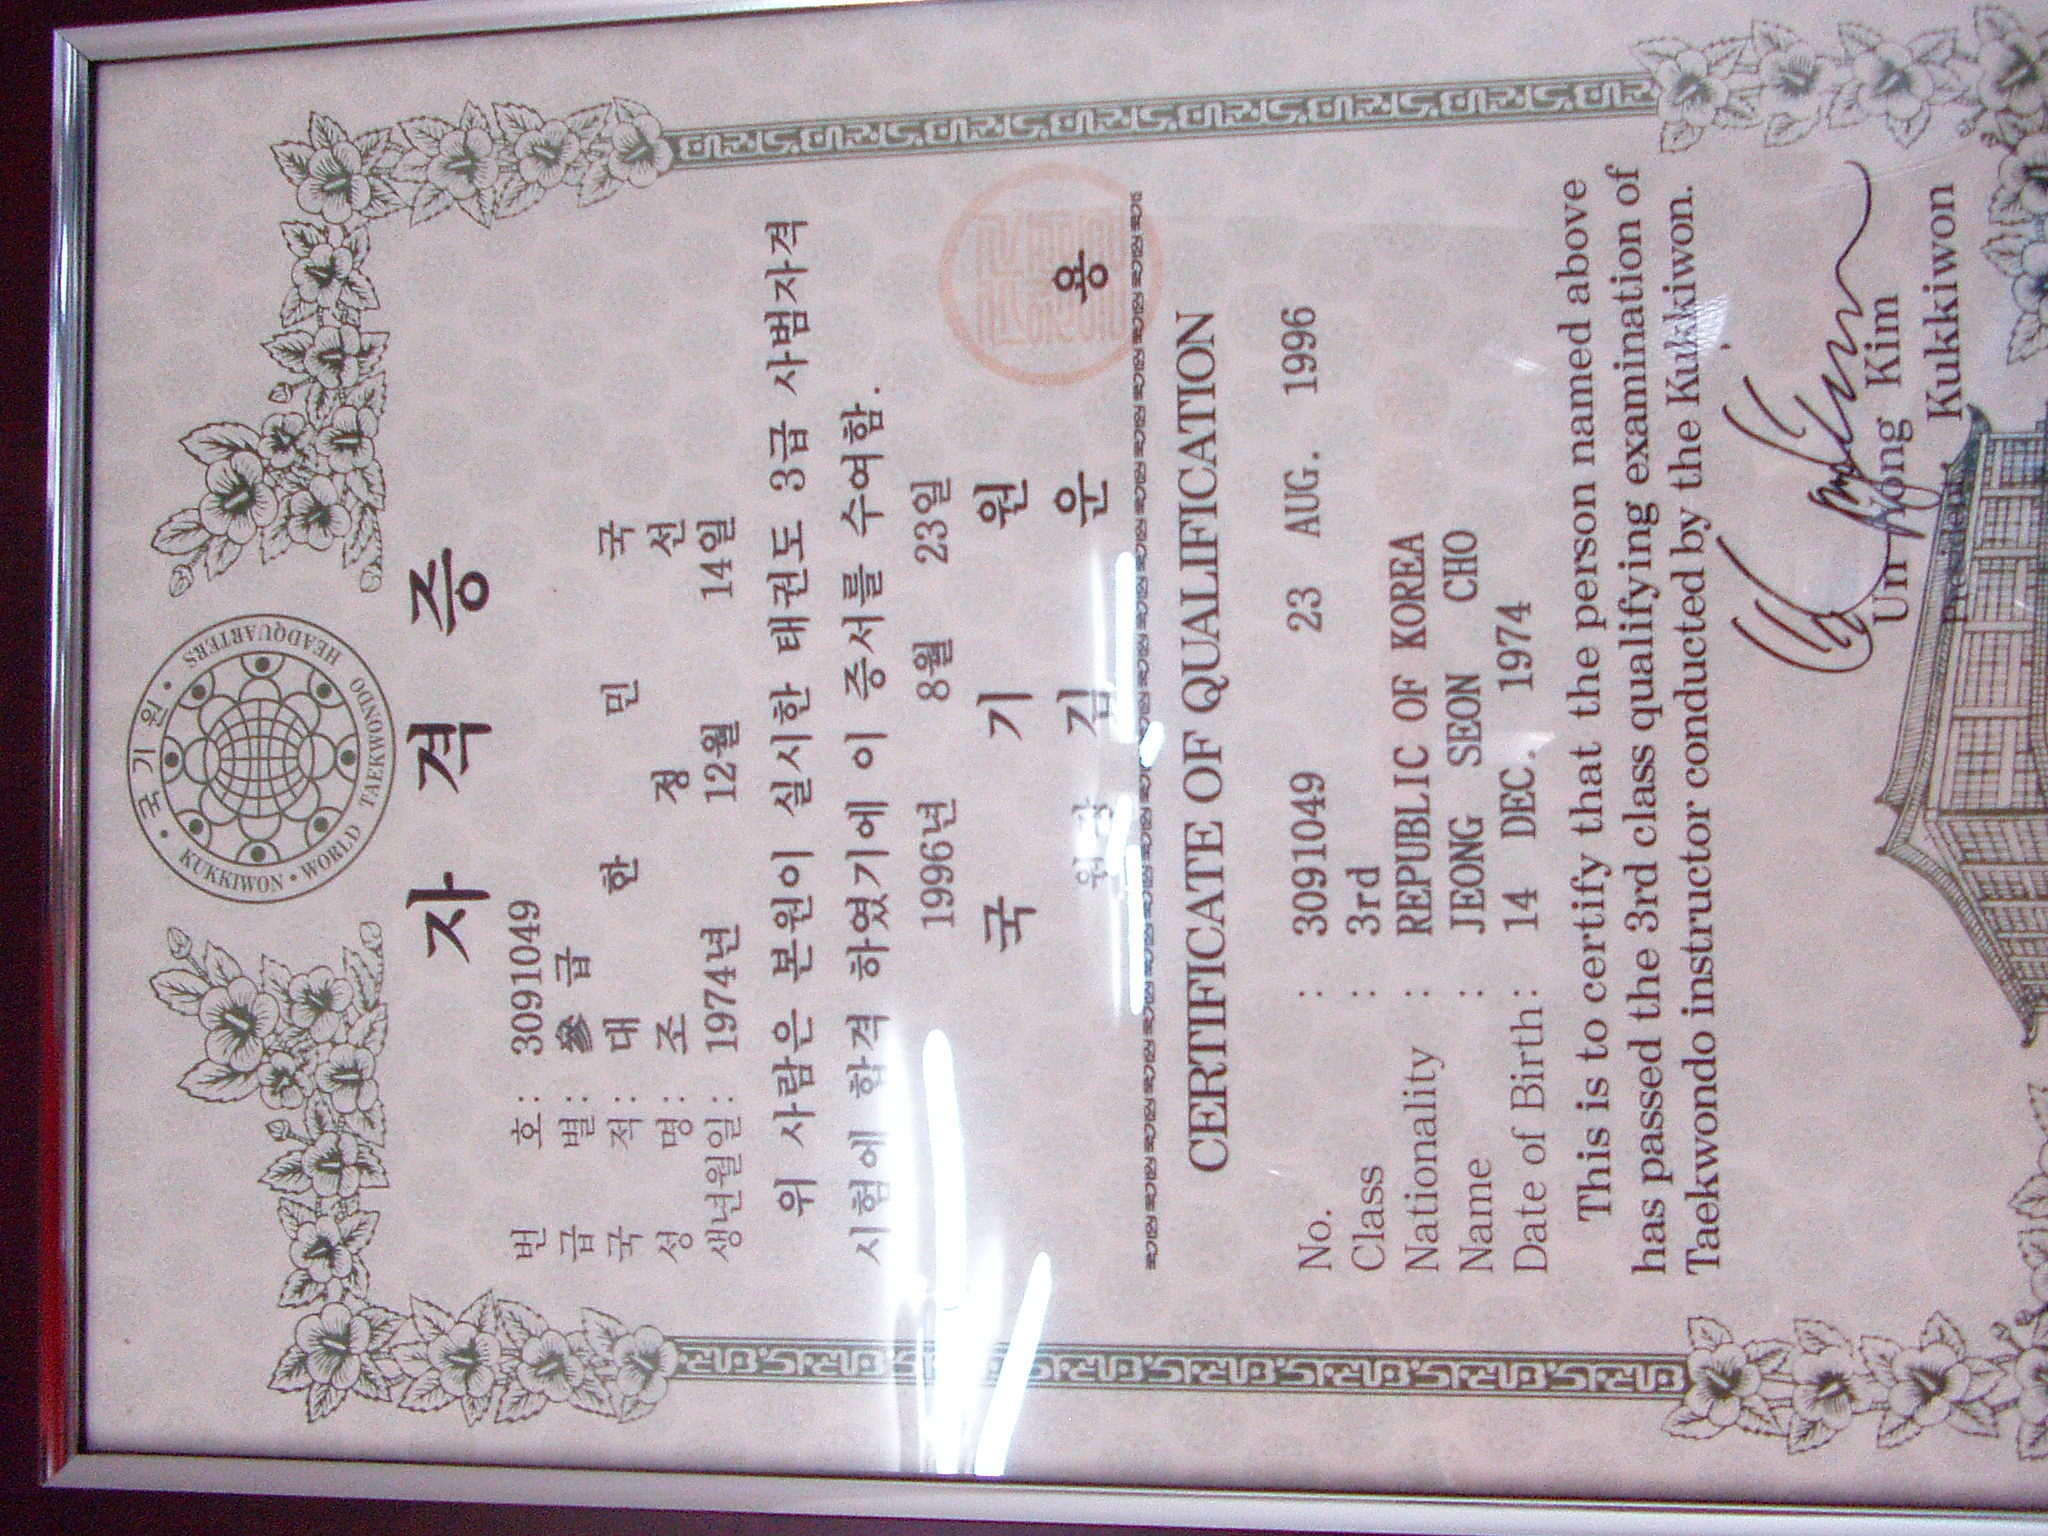 국 기 원
KUKKIWON • WORLD TAEKWONDO HEADQUARTERS
자 격 증
번 호 : 30910​49
급 별 : 參 급
국 적 : 대 한 민 국
성 명 : 조 정 선
생년월일 : 1974년 12월 14일
위 사람은 본원이 실시한 태권도 3급 사범자격
시험에 합격 하였기에 이 증서를 수여함.
1996년 8월 23일
국 기 원
원장 김 운 용
CERTIFICATE OF QUALIFICATION
No. : 3091049 23 AUG. 1996
Class : 3rd
Nationality : REPUBLIC OF KOREA
Name : JEONG SEON CHO
Date of Birth : 14 DEC. 1974
This is to certify that the person named above
has passed the 3rd class qualifying examination of
Taekwondo instructor conducted by the Kukkiwon.
Un Yong Kim
President Kukkiwon